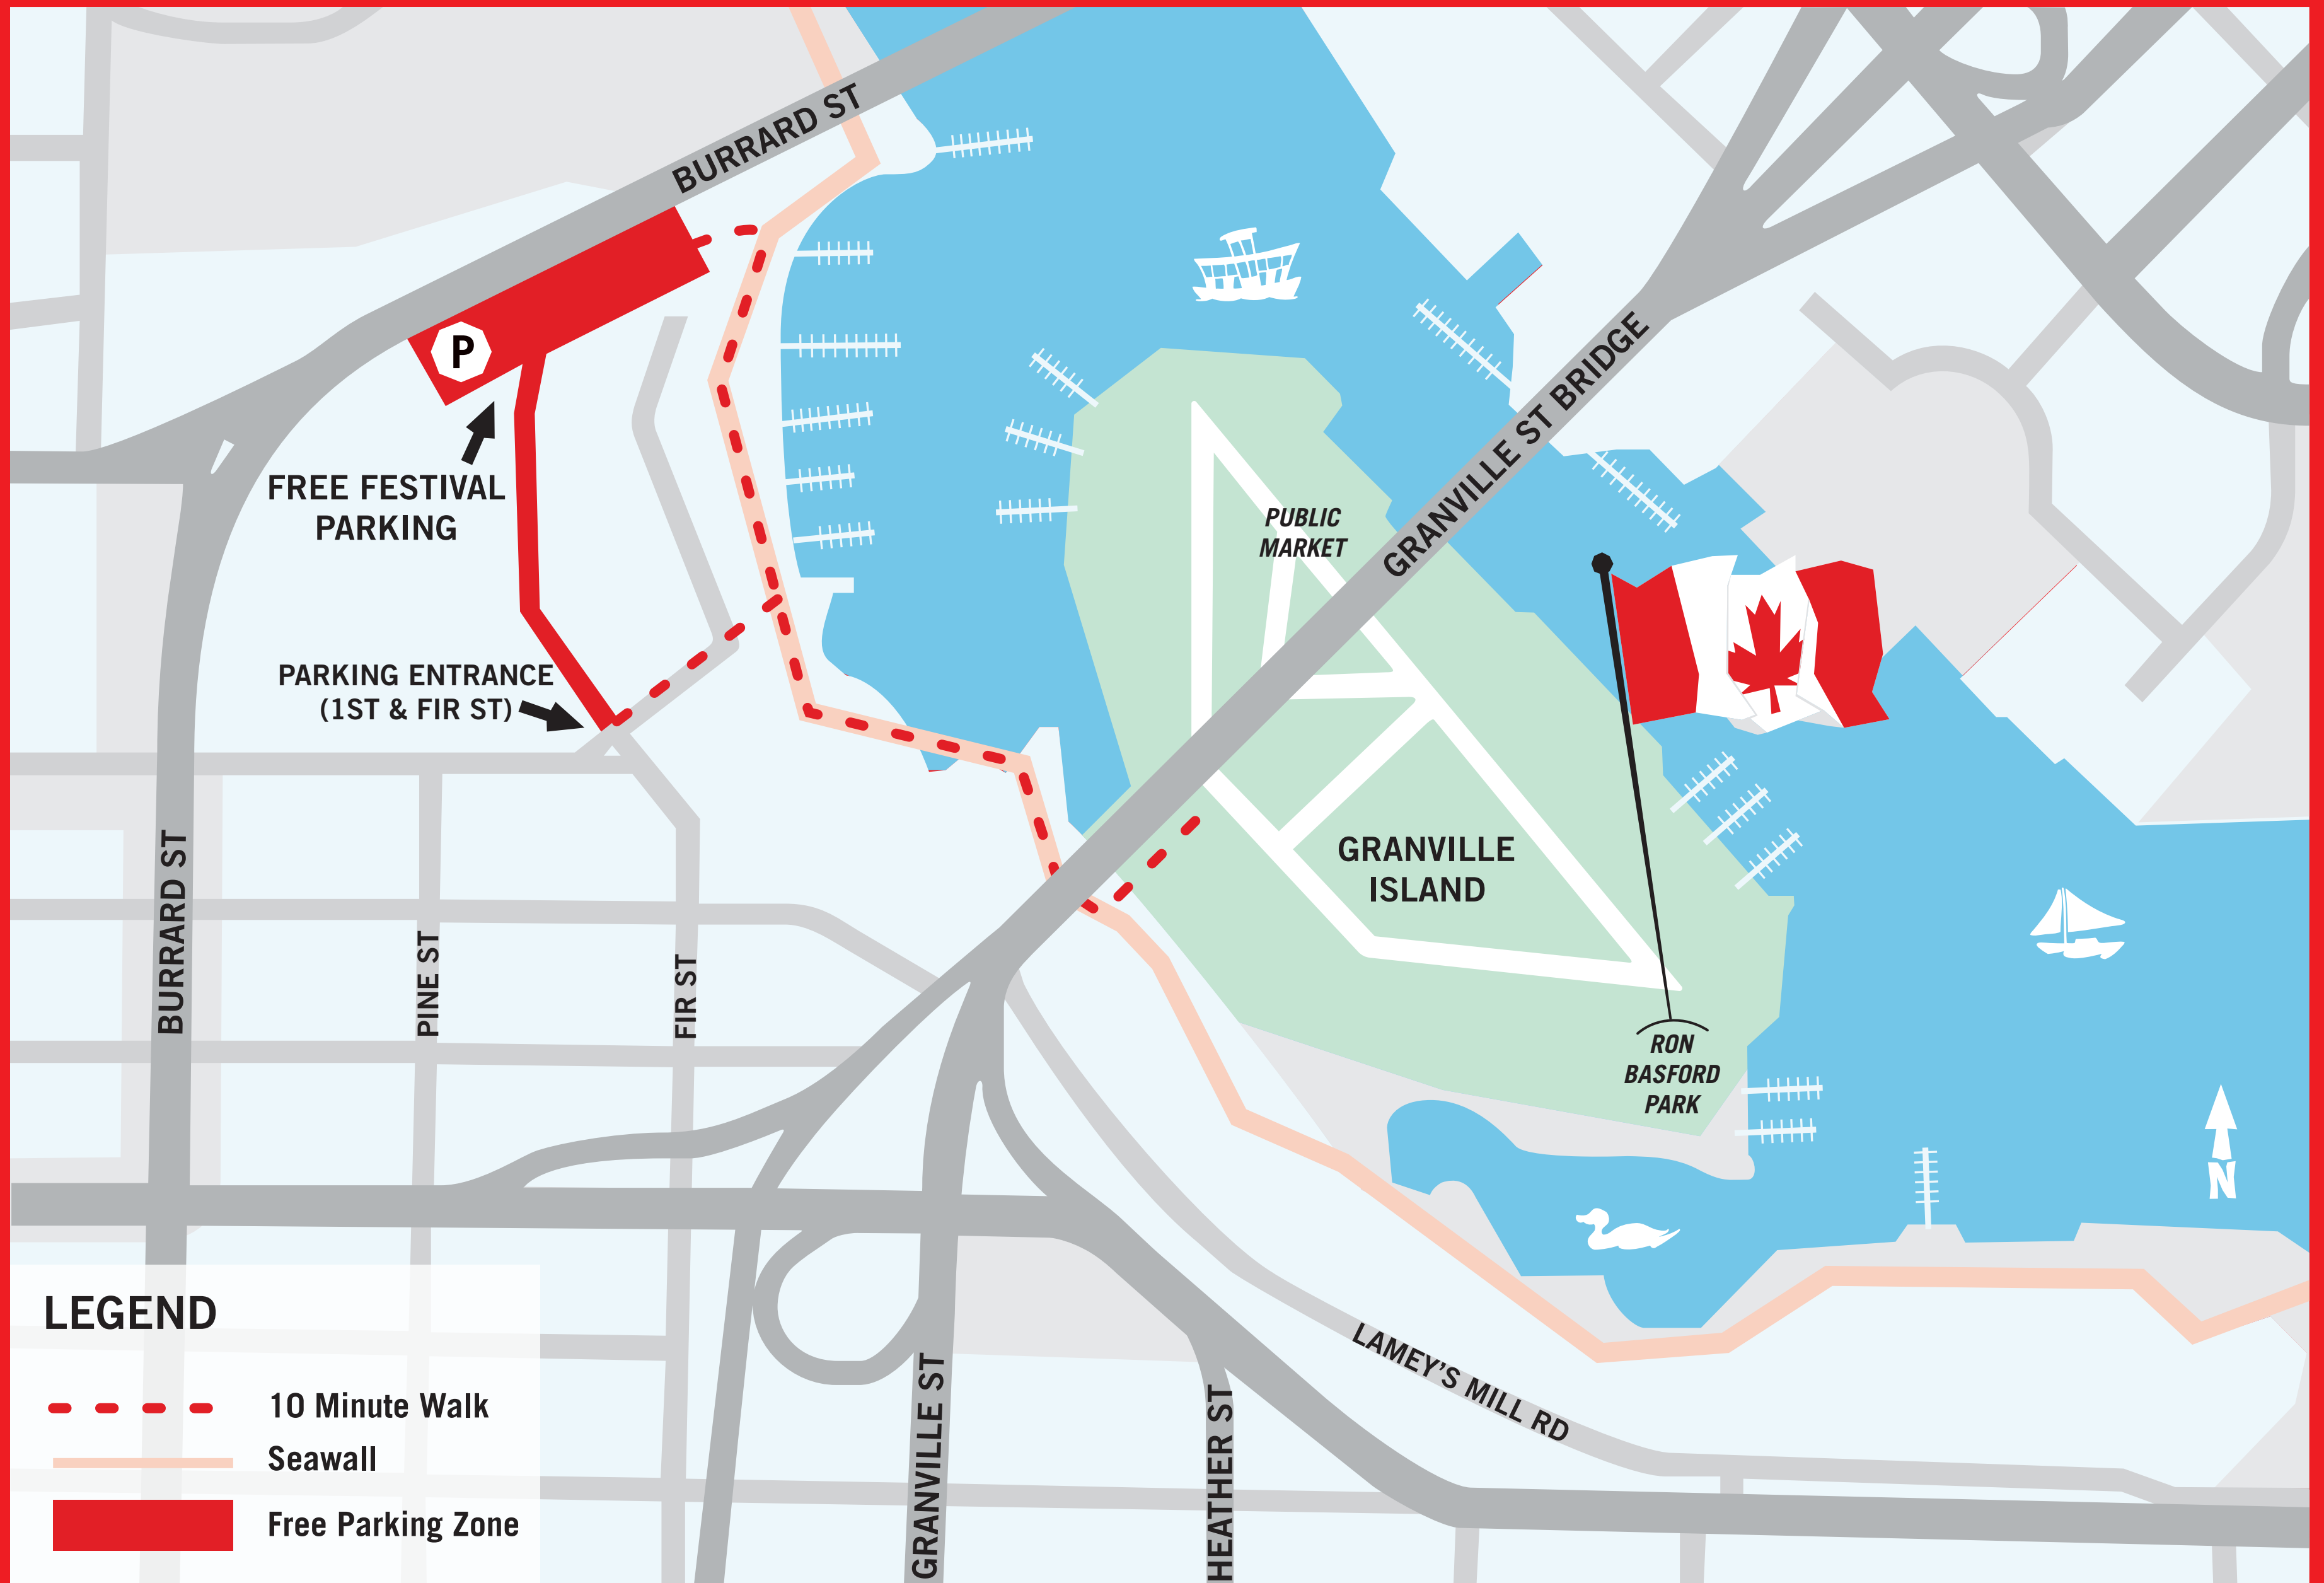 BURRARD ST
P
FREE FESTIVAL
PARKING
PARKING ENTRANCE
(1ST & FIR ST)
GRANVILLE ST BRIDGE
PUBLIC
MARKET
GRANVILLE
ISLAND
RON
BASFORD
PARK
BURRARD ST
PINE ST
FIR ST
N
LAMEY'S MILL RD
GRANVILLE ST
HEATHER ST
LEGEND
10 Minute Walk
Seawall
Free Parking Zone